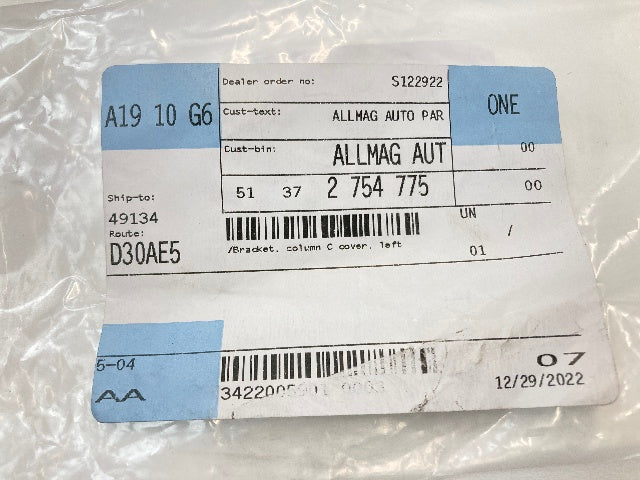 A19 10 G6
Dealer order no: S122922
ONE
Cust-text: ALLMAG AUTO PAR
Cust-bin: ALLMAG AUT
00
51 37 2 754 775
00
Ship-to:
49134
Route:
D30AE5
UN
/
/Bracket. column C cover. left
01
5-04
AA
07
12/29/2022